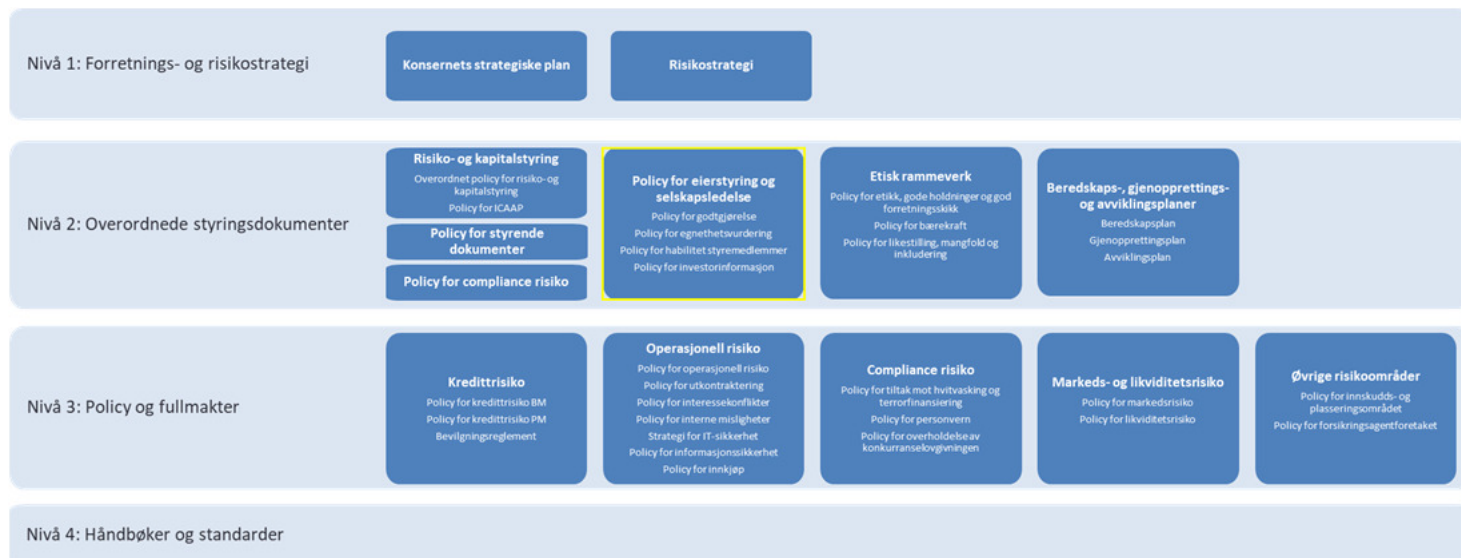 Nivå 1: Forretnings- og risikostrategi
Konsernets strategiske plan
Risikostrategi
Nivå 2: Overordnede styringsdokumenter
Risiko- og kapitalstyring
Overordnet policy for risiko- og
kapitalstyring
Policy for ICAAP
Policy for styrende
dokumenter
Policy for compliance risiko
Policy for eierstyring og
selskapsledelse
Policy for godtgjørelse
Policy for egnethetsvurdering
Policy for habilitet styremedlemmer
Policy for investorinformasjon
Etisk rammeverk
Policy for etikk, gode holdninger og god
forretningsskikk
Policy for bærekraft
Policy for likestilling, mangfold og
inkludering
Beredskaps-, gjenopprettings-
og avviklingsplaner
Beredskapsplan
Gjenopprettingsplan
Avviklingsplan
Nivå 3: Policy og fullmakter
Kredittrisiko
Policy for kredittrisiko BM
Policy for kredittrisiko PM
Bevilgningsreglement
Operasjonell risiko
Policy for operasjonell risiko
Policy for utkontraktering
Policy for interessekonflikter
Policy for interne misligheter
Strategi for IT-sikkerhet
Policy for informasjonssikkerhet
Policy for innkjøp
Compliance risiko
Policy for tiltak mot hvitvasking og
terrorfinansiering
Policy for personvern
Policy for overholdelse av
konkurranselovgivningen
Markeds- og likviditetsrisiko
Policy for markedsrisiko
Policy for likviditetsrisiko
Øvrige risikoområder
Policy for innskudds- og
plasseringsområdet
Policy for forsikringsagentforetaket
Nivå 4: Håndbøker og standarder